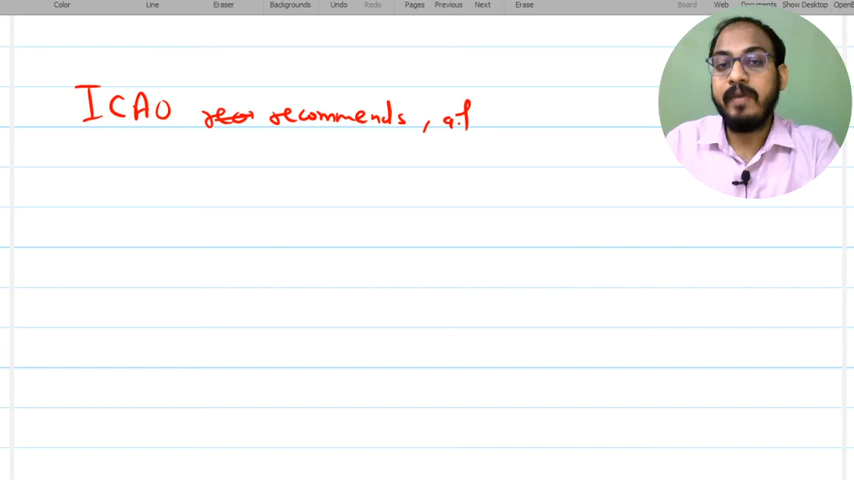 Color Line Eraser Backgrounds Undo Redo Pages Previous Next Erase Board Web Documents Show Desktop
ICAO recommends,